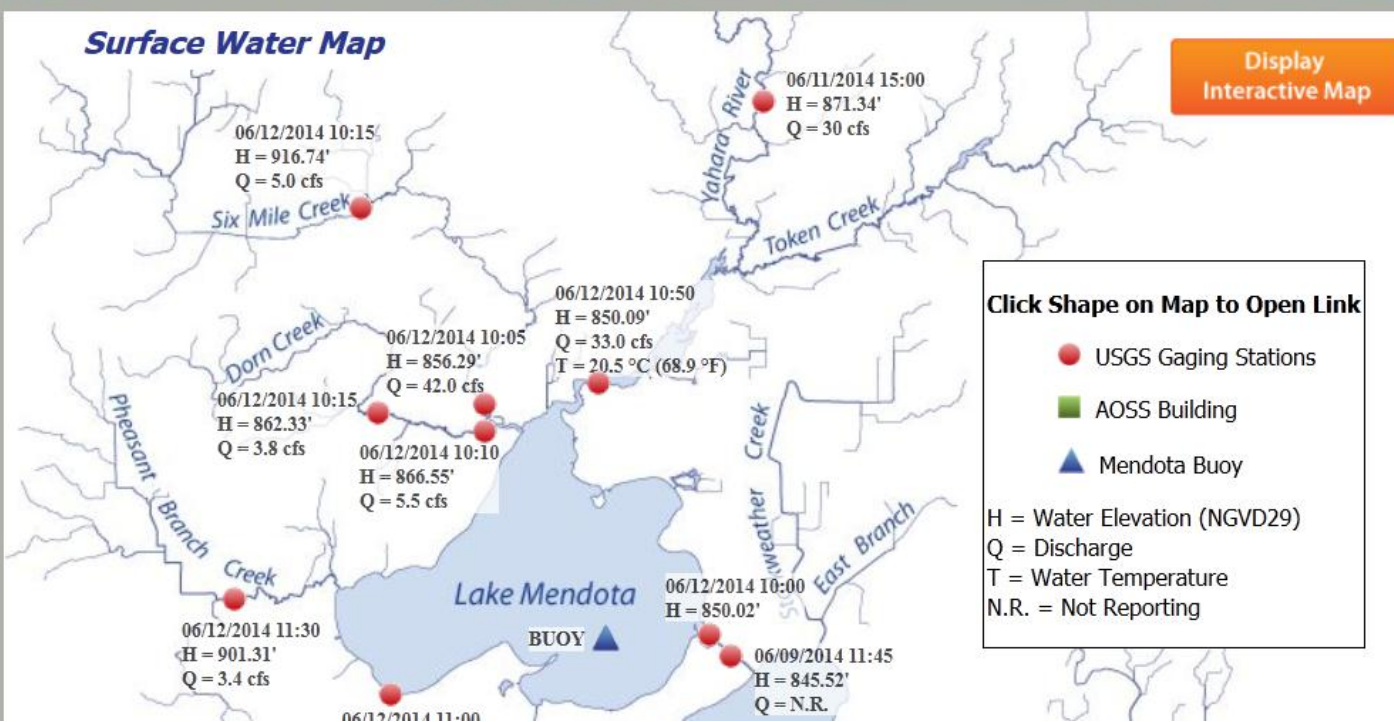 Surface Water Map
Display
Interactive Map
06/11/2014 15:00
H = 871.34'
Q = 30 cfs
Yahara River
06/12/2014 10:15
H = 916.74'
Q = 5.0 cfs
Six Mile Creek
Token Creek
06/12/2014 10:50
H = 850.09'
Q = 33.0 cfs
T = 20.5 °C (68.9 °F)
Dorn Creek
06/12/2014 10:05
H = 856.29'
Q = 42.0 cfs
06/12/2014 10:15
H = 862.33'
Q = 3.8 cfs
06/12/2014 10:10
H = 866.55'
Q = 5.5 cfs
Pheasant Branch Creek
Starkweather Creek
East Branch
Lake Mendota
BUOY
06/12/2014 10:00
H = 850.02'
06/09/2014 11:45
H = 845.52'
Q = N.R.
06/12/2014 11:30
H = 901.31'
Q = 3.4 cfs
06/12/2014 11:00
Click Shape on Map to Open Link
USGS Gaging Stations
AOSS Building
Mendota Buoy
H = Water Elevation (NGVD29)
Q = Discharge
T = Water Temperature
N.R. = Not Reporting